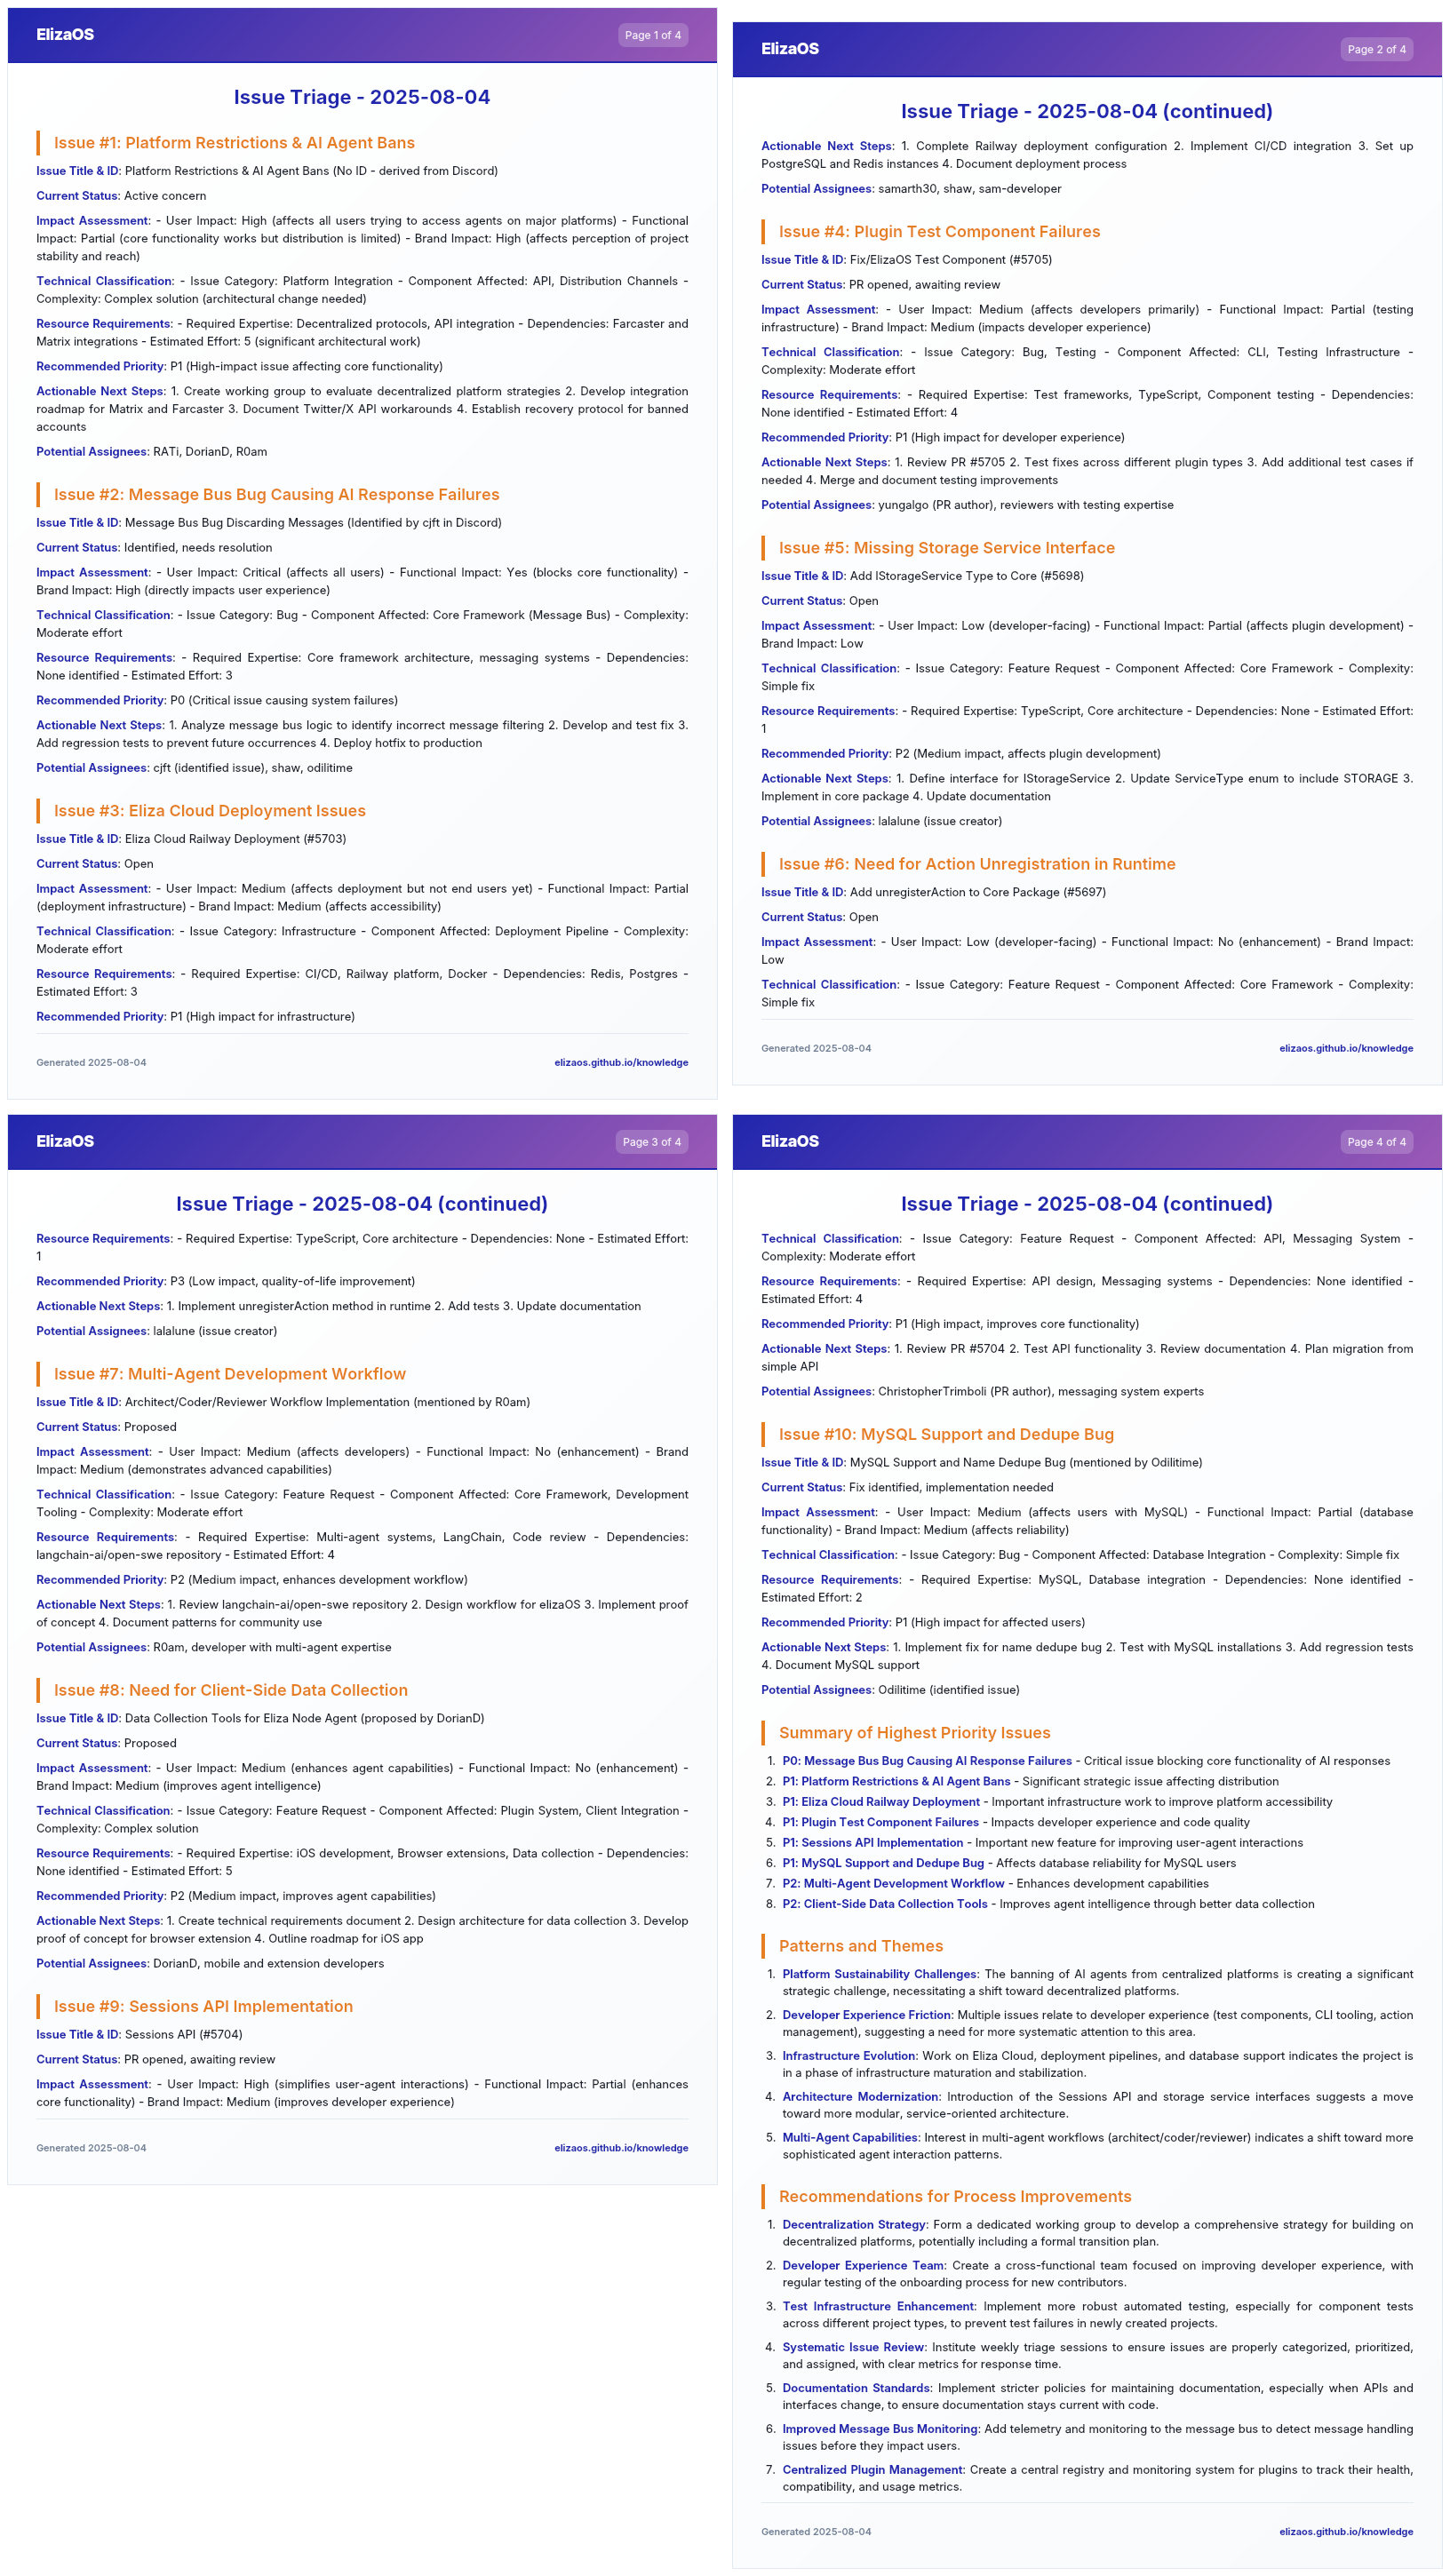 ElizaOS
Page 1 of 4
Issue Triage - 2025-08-04
Issue #1: Platform Restrictions & AI Agent Bans
Issue Title & ID: Platform Restrictions & AI Agent Bans (No ID - derived from Discord)
Current Status: Active concern
Impact Assessment: - User Impact: High (affects all users trying to access agents on major platforms) - Functional
Impact: Partial (core functionality works but distribution is limited) - Brand Impact: High (affects perception of project
stability and reach)
Technical Classification: - Issue Category: Platform Integration - Component Affected: API, Distribution Channels -
Complexity: Complex solution (architectural change needed)
Resource Requirements: - Required Expertise: Decentralized protocols, API integration - Dependencies: Farcaster and
Matrix integrations - Estimated Effort: 5 (significant architectural work)
Recommended Priority: P1 (High-impact issue affecting core functionality)
Actionable Next Steps: 1. Create working group to evaluate decentralized platform strategies 2. Develop integration
roadmap for Matrix and Farcaster 3. Document Twitter/X API workarounds 4. Establish recovery protocol for banned
accounts
Potential Assignees: RATi, DorianD, R0am
Issue #2: Message Bus Bug Causing AI Response Failures
Issue Title & ID: Message Bus Bug Discarding Messages (Identified by cjft in Discord)
Current Status: Identified, needs resolution
Impact Assessment: - User Impact: Critical (affects all users) - Functional Impact: Yes (blocks core functionality) -
Brand Impact: High (directly impacts user experience)
Technical Classification: - Issue Category: Bug - Component Affected: Core Framework (Message Bus) - Complexity:
Moderate effort
Resource Requirements: - Required Expertise: Core framework architecture, messaging systems - Dependencies:
None identified - Estimated Effort: 3
Recommended Priority: P0 (Critical issue causing system failures)
Actionable Next Steps: 1. Analyze message bus logic to identify incorrect message filtering 2. Develop and test fix 3.
Add regression tests to prevent future occurrences 4. Deploy hotfix to production
Potential Assignees: cjft (identified issue), shaw, odilitime
Issue #3: Eliza Cloud Deployment Issues
Issue Title & ID: Eliza Cloud Railway Deployment (#5703)
Current Status: Open
Impact Assessment: - User Impact: Medium (affects deployment but not end users yet) - Functional Impact: Partial
(deployment infrastructure) - Brand Impact: Medium (affects accessibility)
Technical Classification: - Issue Category: Infrastructure - Component Affected: Deployment Pipeline - Complexity:
Moderate effort
Resource Requirements: - Required Expertise: CI/CD, Railway platform, Docker - Dependencies: Redis, Postgres -
Estimated Effort: 3
Recommended Priority: P1 (High impact for infrastructure)
Generated 2025-08-04
elizaos.github.io/knowledge
ElizaOS
Page 2 of 4
Issue Triage - 2025-08-04 (continued)
Actionable Next Steps: 1. Complete Railway deployment configuration 2. Implement CI/CD integration 3. Set up
PostgreSQL and Redis instances 4. Document deployment process
Potential Assignees: samarth30, shaw, sam-developer
Issue #4: Plugin Test Component Failures
Issue Title & ID: Fix/ElizaOS Test Component (#5705)
Current Status: PR opened, awaiting review
Impact Assessment: - User Impact: Medium (affects developers primarily) - Functional Impact: Partial (testing
infrastructure) - Brand Impact: Medium (impacts developer experience)
Technical Classification: - Issue Category: Bug, Testing - Component Affected: CLI, Testing Infrastructure -
Complexity: Moderate effort
Resource Requirements: - Required Expertise: Test frameworks, TypeScript, Component testing - Dependencies:
None identified - Estimated Effort: 4
Recommended Priority: P1 (High impact for developer experience)
Actionable Next Steps: 1. Review PR #5705 2. Test fixes across different plugin types 3. Add additional test cases if
needed 4. Merge and document testing improvements
Potential Assignees: yungalgo (PR author), reviewers with testing expertise
Issue #5: Missing Storage Service Interface
Issue Title & ID: Add IStorageService Type to Core (#5698)
Current Status: Open
Impact Assessment: - User Impact: Low (developer-facing) - Functional Impact: Partial (affects plugin development) -
Brand Impact: Low
Technical Classification: - Issue Category: Feature Request - Component Affected: Core Framework - Complexity:
Simple fix
Resource Requirements: - Required Expertise: TypeScript, Core architecture - Dependencies: None - Estimated Effort:
1
Recommended Priority: P2 (Medium impact, affects plugin development)
Actionable Next Steps: 1. Define interface for IStorageService 2. Update ServiceType enum to include STORAGE 3.
Implement in core package 4. Update documentation
Potential Assignees: lalalune (issue creator)
Issue #6: Need for Action Unregistration in Runtime
Issue Title & ID: Add unregisterAction to Core Package (#5697)
Current Status: Open
Impact Assessment: - User Impact: Low (developer-facing) - Functional Impact: No (enhancement) - Brand Impact:
Low
Technical Classification: - Issue Category: Feature Request - Component Affected: Core Framework - Complexity:
Simple fix
Generated 2025-08-04
elizaos.github.io/knowledge
ElizaOS
Page 3 of 4
Issue Triage - 2025-08-04 (continued)
Resource Requirements: - Required Expertise: TypeScript, Core architecture - Dependencies: None - Estimated Effort:
1
Recommended Priority: P3 (Low impact, quality-of-life improvement)
Actionable Next Steps: 1. Implement unregisterAction method in runtime 2. Add tests 3. Update documentation
Potential Assignees: lalalune (issue creator)
Issue #7: Multi-Agent Development Workflow
Issue Title & ID: Architect/Coder/Reviewer Workflow Implementation (mentioned by R0am)
Current Status: Proposed
Impact Assessment: - User Impact: Medium (affects developers) - Functional Impact: No (enhancement) - Brand
Impact: Medium (demonstrates advanced capabilities)
Technical Classification: - Issue Category: Feature Request - Component Affected: Core Framework, Development
Tooling - Complexity: Moderate effort
Resource Requirements: - Required Expertise: Multi-agent systems, LangChain, Code review - Dependencies:
langchain-ai/open-swe repository - Estimated Effort: 4
Recommended Priority: P2 (Medium impact, enhances development workflow)
Actionable Next Steps: 1. Review langchain-ai/open-swe repository 2. Design workflow for elizaOS 3. Implement proof
of concept 4. Document patterns for community use
Potential Assignees: R0am, developer with multi-agent expertise
Issue #8: Need for Client-Side Data Collection
Issue Title & ID: Data Collection Tools for Eliza Node Agent (proposed by DorianD)
Current Status: Proposed
Impact Assessment: - User Impact: Medium (enhances agent capabilities) - Functional Impact: No (enhancement) -
Brand Impact: Medium (improves agent intelligence)
Technical Classification: - Issue Category: Feature Request - Component Affected: Plugin System, Client Integration -
Complexity: Complex solution
Resource Requirements: - Required Expertise: iOS development, Browser extensions, Data collection - Dependencies:
None identified - Estimated Effort: 5
Recommended Priority: P2 (Medium impact, improves agent capabilities)
Actionable Next Steps: 1. Create technical requirements document 2. Design architecture for data collection 3. Develop
proof of concept for browser extension 4. Outline roadmap for iOS app
Potential Assignees: DorianD, mobile and extension developers
Issue #9: Sessions API Implementation
Issue Title & ID: Sessions API (#5704)
Current Status: PR opened, awaiting review
Impact Assessment: - User Impact: High (simplifies user-agent interactions) - Functional Impact: Partial (enhances
core functionality) - Brand Impact: Medium (improves developer experience)
Generated 2025-08-04
elizaos.github.io/knowledge
ElizaOS
Page 4 of 4
Issue Triage - 2025-08-04 (continued)
Technical Classification: - Issue Category: Feature Request - Component Affected: API, Messaging System -
Complexity: Moderate effort
Resource Requirements: - Required Expertise: API design, Messaging systems - Dependencies: None identified -
Estimated Effort: 4
Recommended Priority: P1 (High impact, improves core functionality)
Actionable Next Steps: 1. Review PR #5704 2. Test API functionality 3. Review documentation 4. Plan migration from
simple API
Potential Assignees: ChristopherTrimboli (PR author), messaging system experts
Issue #10: MySQL Support and Dedupe Bug
Issue Title & ID: MySQL Support and Name Dedupe Bug (mentioned by Odilitime)
Current Status: Fix identified, implementation needed
Impact Assessment: - User Impact: Medium (affects users with MySQL) - Functional Impact: Partial (database
functionality) - Brand Impact: Medium (affects reliability)
Technical Classification: - Issue Category: Bug - Component Affected: Database Integration - Complexity: Simple fix
Resource Requirements: - Required Expertise: MySQL, Database integration - Dependencies: None identified -
Estimated Effort: 2
Recommended Priority: P1 (High impact for affected users)
Actionable Next Steps: 1. Implement fix for name dedupe bug 2. Test with MySQL installations 3. Add regression tests
4. Document MySQL support
Potential Assignees: Odilitime (identified issue)
Summary of Highest Priority Issues
1. P0: Message Bus Bug Causing AI Response Failures - Critical issue blocking core functionality of AI responses
2. P1: Platform Restrictions & AI Agent Bans - Significant strategic issue affecting distribution
3. P1: Eliza Cloud Railway Deployment - Important infrastructure work to improve platform accessibility
4. P1: Plugin Test Component Failures - Impacts developer experience and code quality
5. P1: Sessions API Implementation - Important new feature for improving user-agent interactions
6. P1: MySQL Support and Dedupe Bug - Affects database reliability for MySQL users
7. P2: Multi-Agent Development Workflow - Enhances development capabilities
8. P2: Client-Side Data Collection Tools - Improves agent intelligence through better data collection
Patterns and Themes
1. Platform Sustainability Challenges: The banning of AI agents from centralized platforms is creating a significant
strategic challenge, necessitating a shift toward decentralized platforms.
2. Developer Experience Friction: Multiple issues relate to developer experience (test components, CLI tooling, action
management), suggesting a need for more systematic attention to this area.
3. Infrastructure Evolution: Work on Eliza Cloud, deployment pipelines, and database support indicates the project is
in a phase of infrastructure maturation and stabilization.
4. Architecture Modernization: Introduction of the Sessions API and storage service interfaces suggests a move
toward more modular, service-oriented architecture.
5. Multi-Agent Capabilities: Interest in multi-agent workflows (architect/coder/reviewer) indicates a shift toward more
sophisticated agent interaction patterns.
Recommendations for Process Improvements
1. Decentralization Strategy: Form a dedicated working group to develop a comprehensive strategy for building on
decentralized platforms, potentially including a formal transition plan.
2. Developer Experience Team: Create a cross-functional team focused on improving developer experience, with
regular testing of the onboarding process for new contributors.
3. Test Infrastructure Enhancement: Implement more robust automated testing, especially for component tests
across different project types, to prevent test failures in newly created projects.
4. Systematic Issue Review: Institute weekly triage sessions to ensure issues are properly categorized, prioritized,
and assigned, with clear metrics for response time.
5. Documentation Standards: Implement stricter policies for maintaining documentation, especially when APIs and
interfaces change, to ensure documentation stays current with code.
6. Improved Message Bus Monitoring: Add telemetry and monitoring to the message bus to detect message handling
issues before they impact users.
7. Centralized Plugin Management: Create a central registry and monitoring system for plugins to track their health,
compatibility, and usage metrics.
Generated 2025-08-04
elizaos.github.io/knowledge